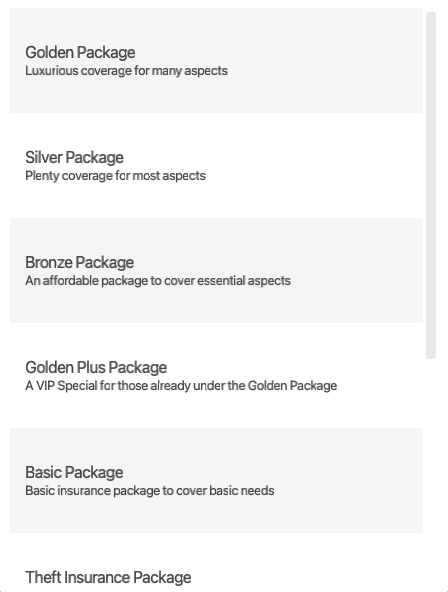 Golden Package
Luxurious coverage for many aspects
Silver Package
Plenty coverage for most aspects
Bronze Package
An affordable package to cover essential aspects
Golden Plus Package
A VIP Special for those already under the Golden Package
Basic Package
Basic insurance package to cover basic needs
Theft Insurance Package